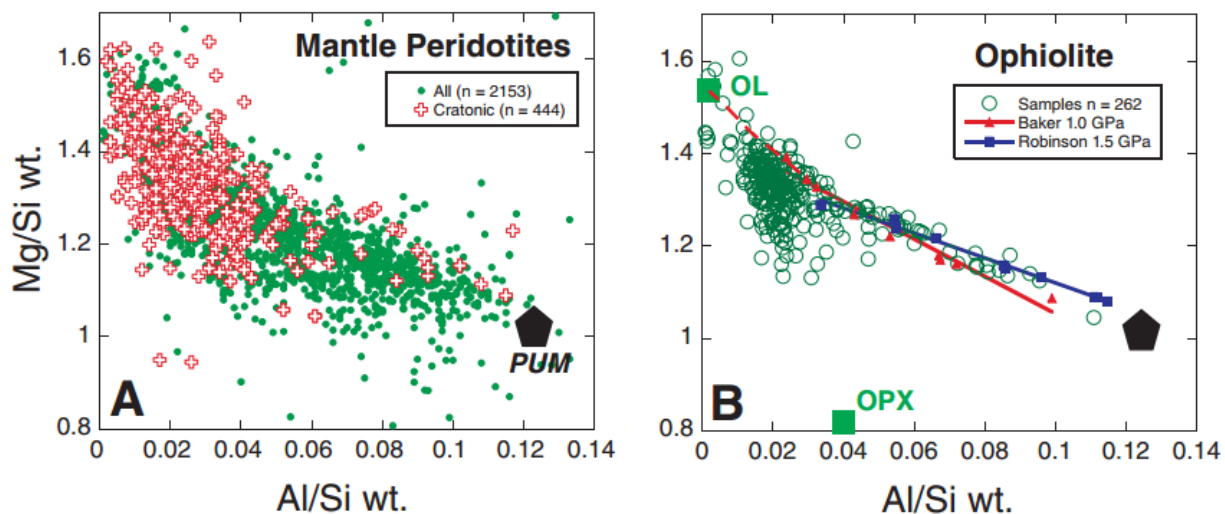 Mantle Peridotites
All (n = 2153)
Cratonic (n = 444)
1.6
1.4
1.2
1
0.8
Mg/Si wt.
PUM
A
0 0.02 0.04 0.06 0.08 0.10 0.12 0.14
Al/Si wt.
Ophiolite
Samples n = 262
Baker 1.0 GPa
Robinson 1.5 GPa
OL
1.6
1.4
1.2
1
0.8
OPX
B
0 0.02 0.04 0.06 0.08 0.10 0.12 0.14
Al/Si wt.